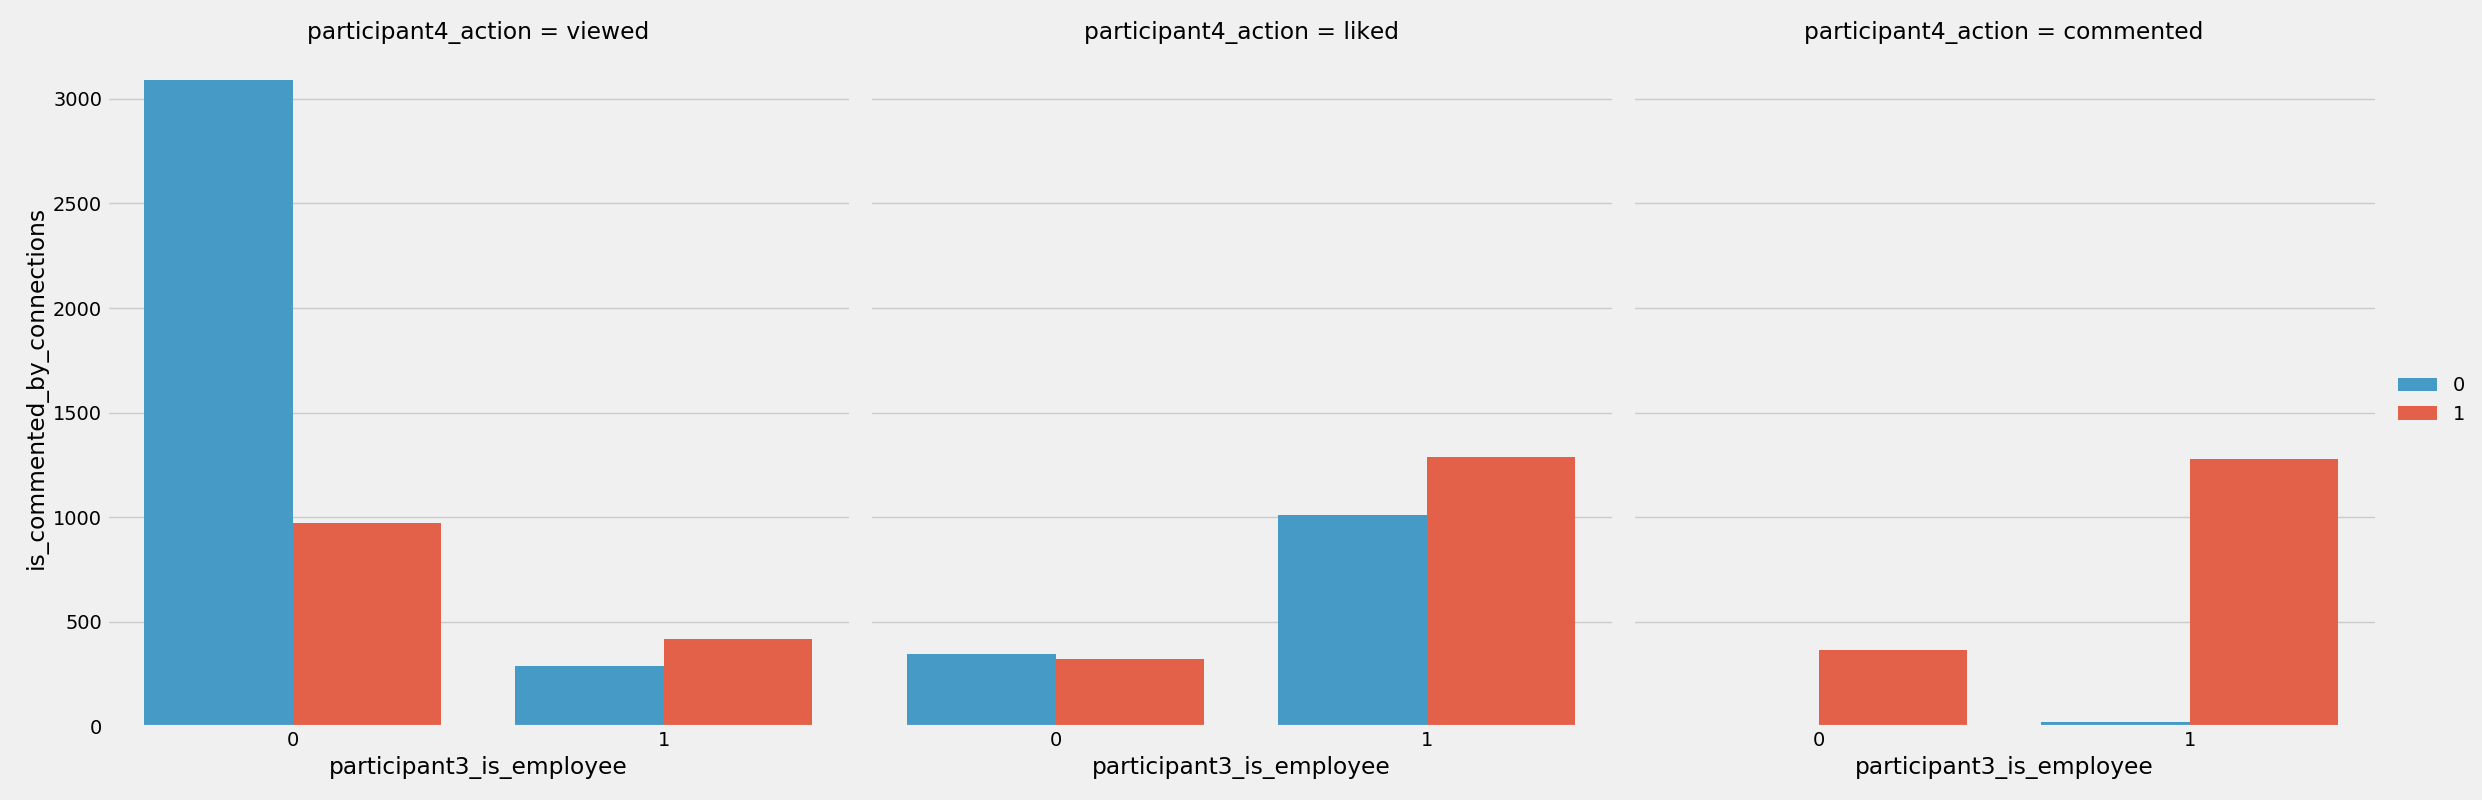 participant4_action = viewed
participant4_action = liked
participant4_action = commented
is_commented_by_connections
3000
2500
2000
1500
1000
500
0
0
1
0
1
0
1
participant3_is_employee
participant3_is_employee
participant3_is_employee
0
1